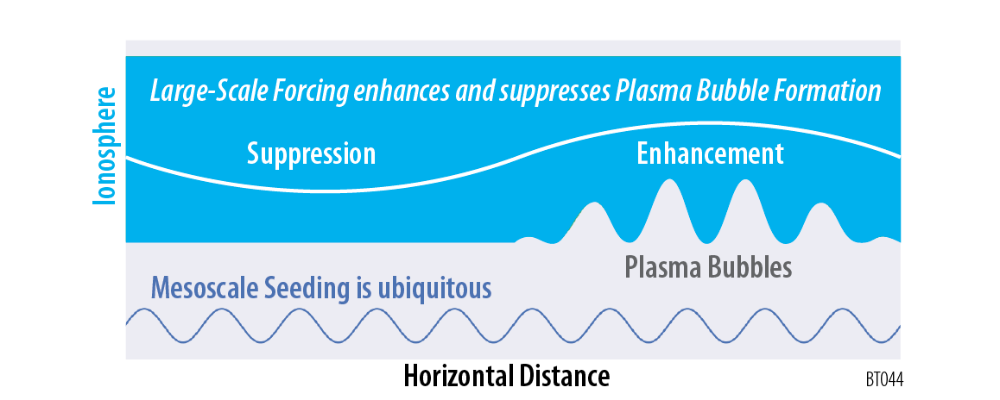 Large-Scale Forcing enhances and suppresses Plasma Bubble Formation
Ionosphere
Suppression
Enhancement
Plasma Bubbles
Mesoscale Seeding is ubiquitous
Horizontal Distance
BT044